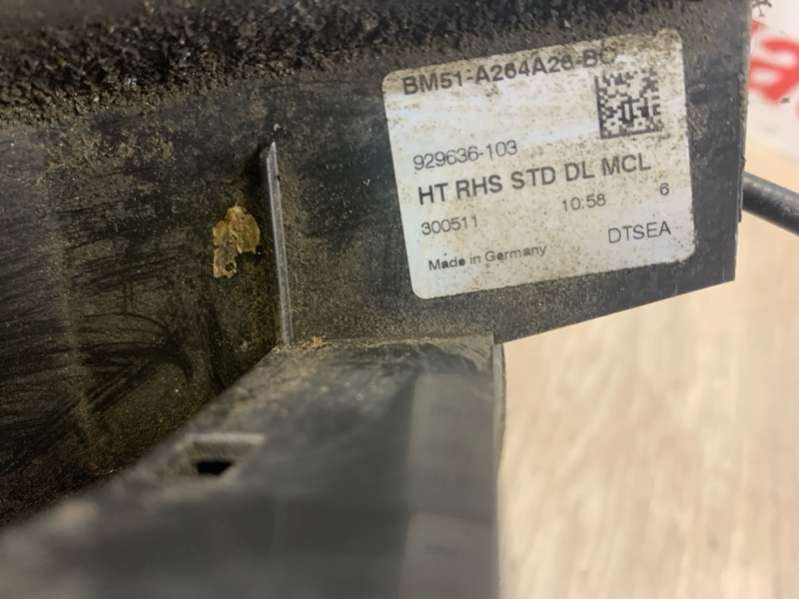 BM51-A264A26-BC
929636-103
HT RHS STD DL MCL
300511 10:58 6
Made in Germany DTSEA